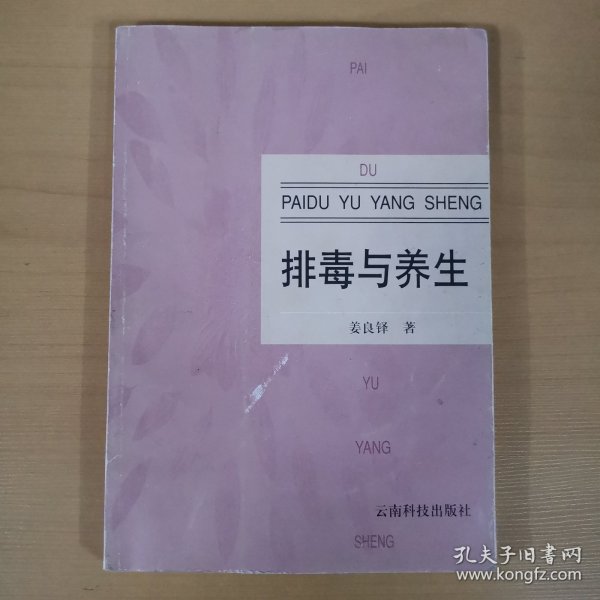 PAI
DU
PAIDU YU YANG SHENG
排毒与养生
姜良铎 著
YU
YANG
云南科技出版社
SHENG
孔夫子旧书网
www.kongfz.com